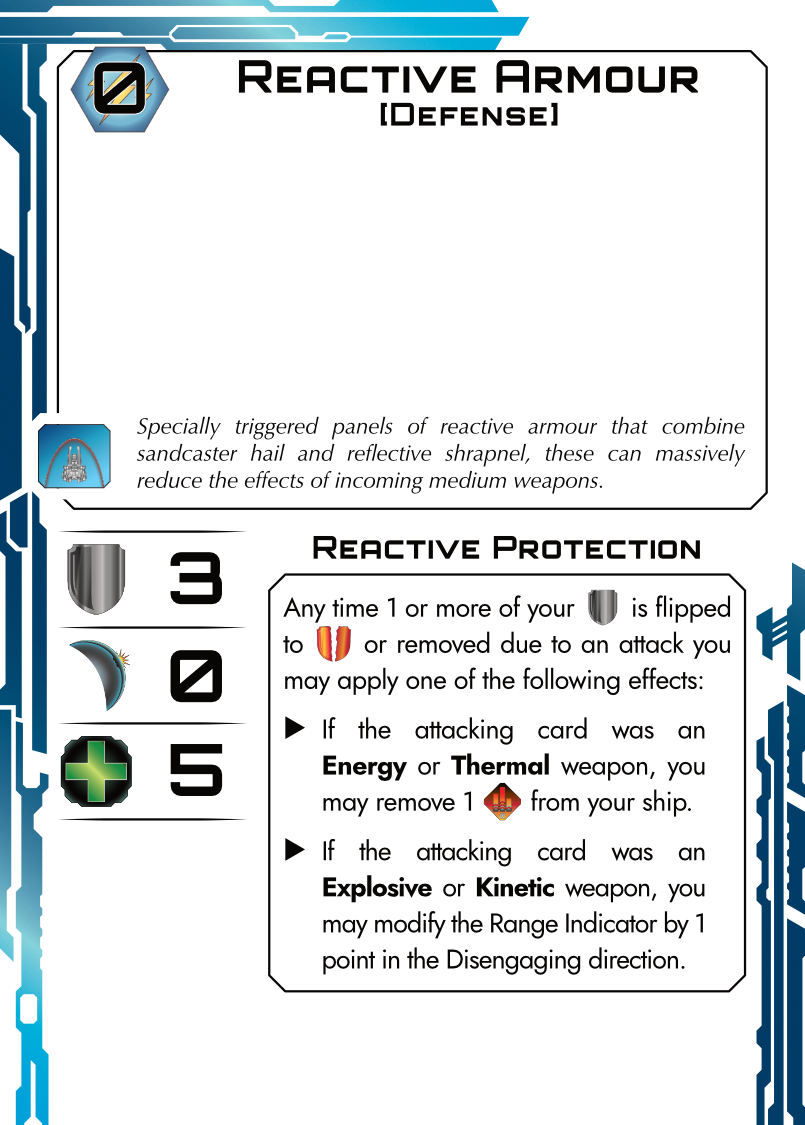 0
Reactive Armour
[Defense]
Specially triggered panels of reactive armour that combine
sandcaster hail and reflective shrapnel, these can massively
reduce the effects of incoming medium weapons.
3
0
5
Reactive Protection
Any time 1 or more of your is flipped
to or removed due to an attack you
may apply one of the following effects:
▶ If the attacking card was an
Energy or Thermal weapon, you
may remove 1 from your ship.
▶ If the attacking card was an
Explosive or Kinetic weapon, you
may modify the Range Indicator by 1
point in the Disengaging direction.